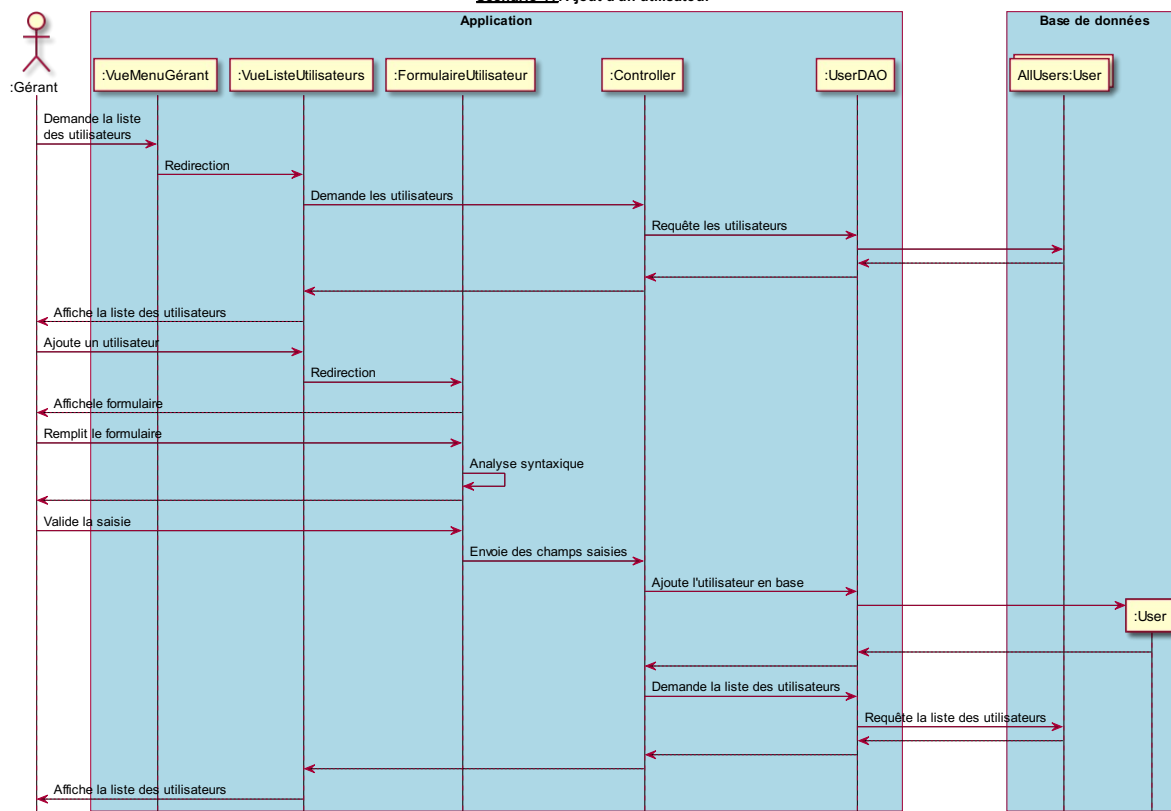 Application
Base de données
:Gérant
:VueMenuGérant
:VueListeUtilisateurs
:FormulaireUtilisateur
:Controller
:UserDAO
AllUsers:User
Demande la liste
des utilisateurs
Redirection
Demande les utilisateurs
Requête les utilisateurs
Affiche la liste des utilisateurs
Ajoute un utilisateur
Redirection
Affichele formulaire
Remplit le formulaire
Analyse syntaxique
Valide la saisie
Envoie des champs saisies
Ajoute l'utilisateur en base
:User
Demande la liste des utilisateurs
Requête la liste des utilisateurs
Affiche la liste des utilisateurs